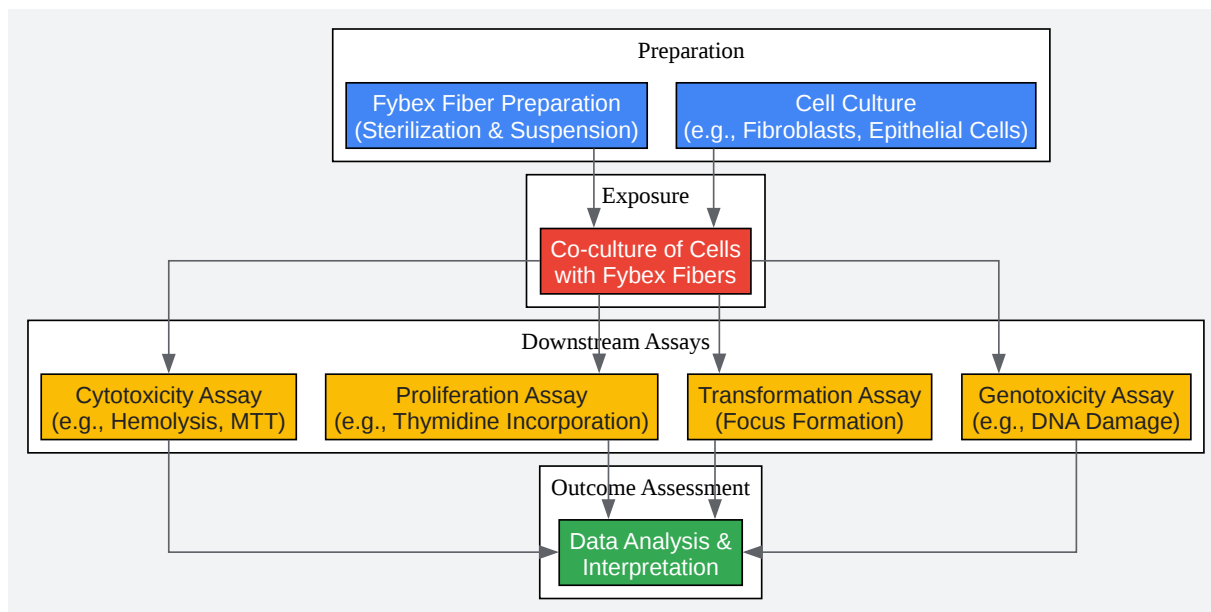 Preparation
Fybex Fiber Preparation
(Sterilization & Suspension)
Cell Culture
(e.g., Fibroblasts, Epithelial Cells)
Exposure
Co-culture of Cells
with Fybex Fibers
Downstream Assays
Cytotoxicity Assay
(e.g., Hemolysis, MTT)
Proliferation Assay
(e.g., Thymidine Incorporation)
Transformation Assay
(Focus Formation)
Genotoxicity Assay
(e.g., DNA Damage)
Outcome Assessment
Data Analysis &
Interpretation